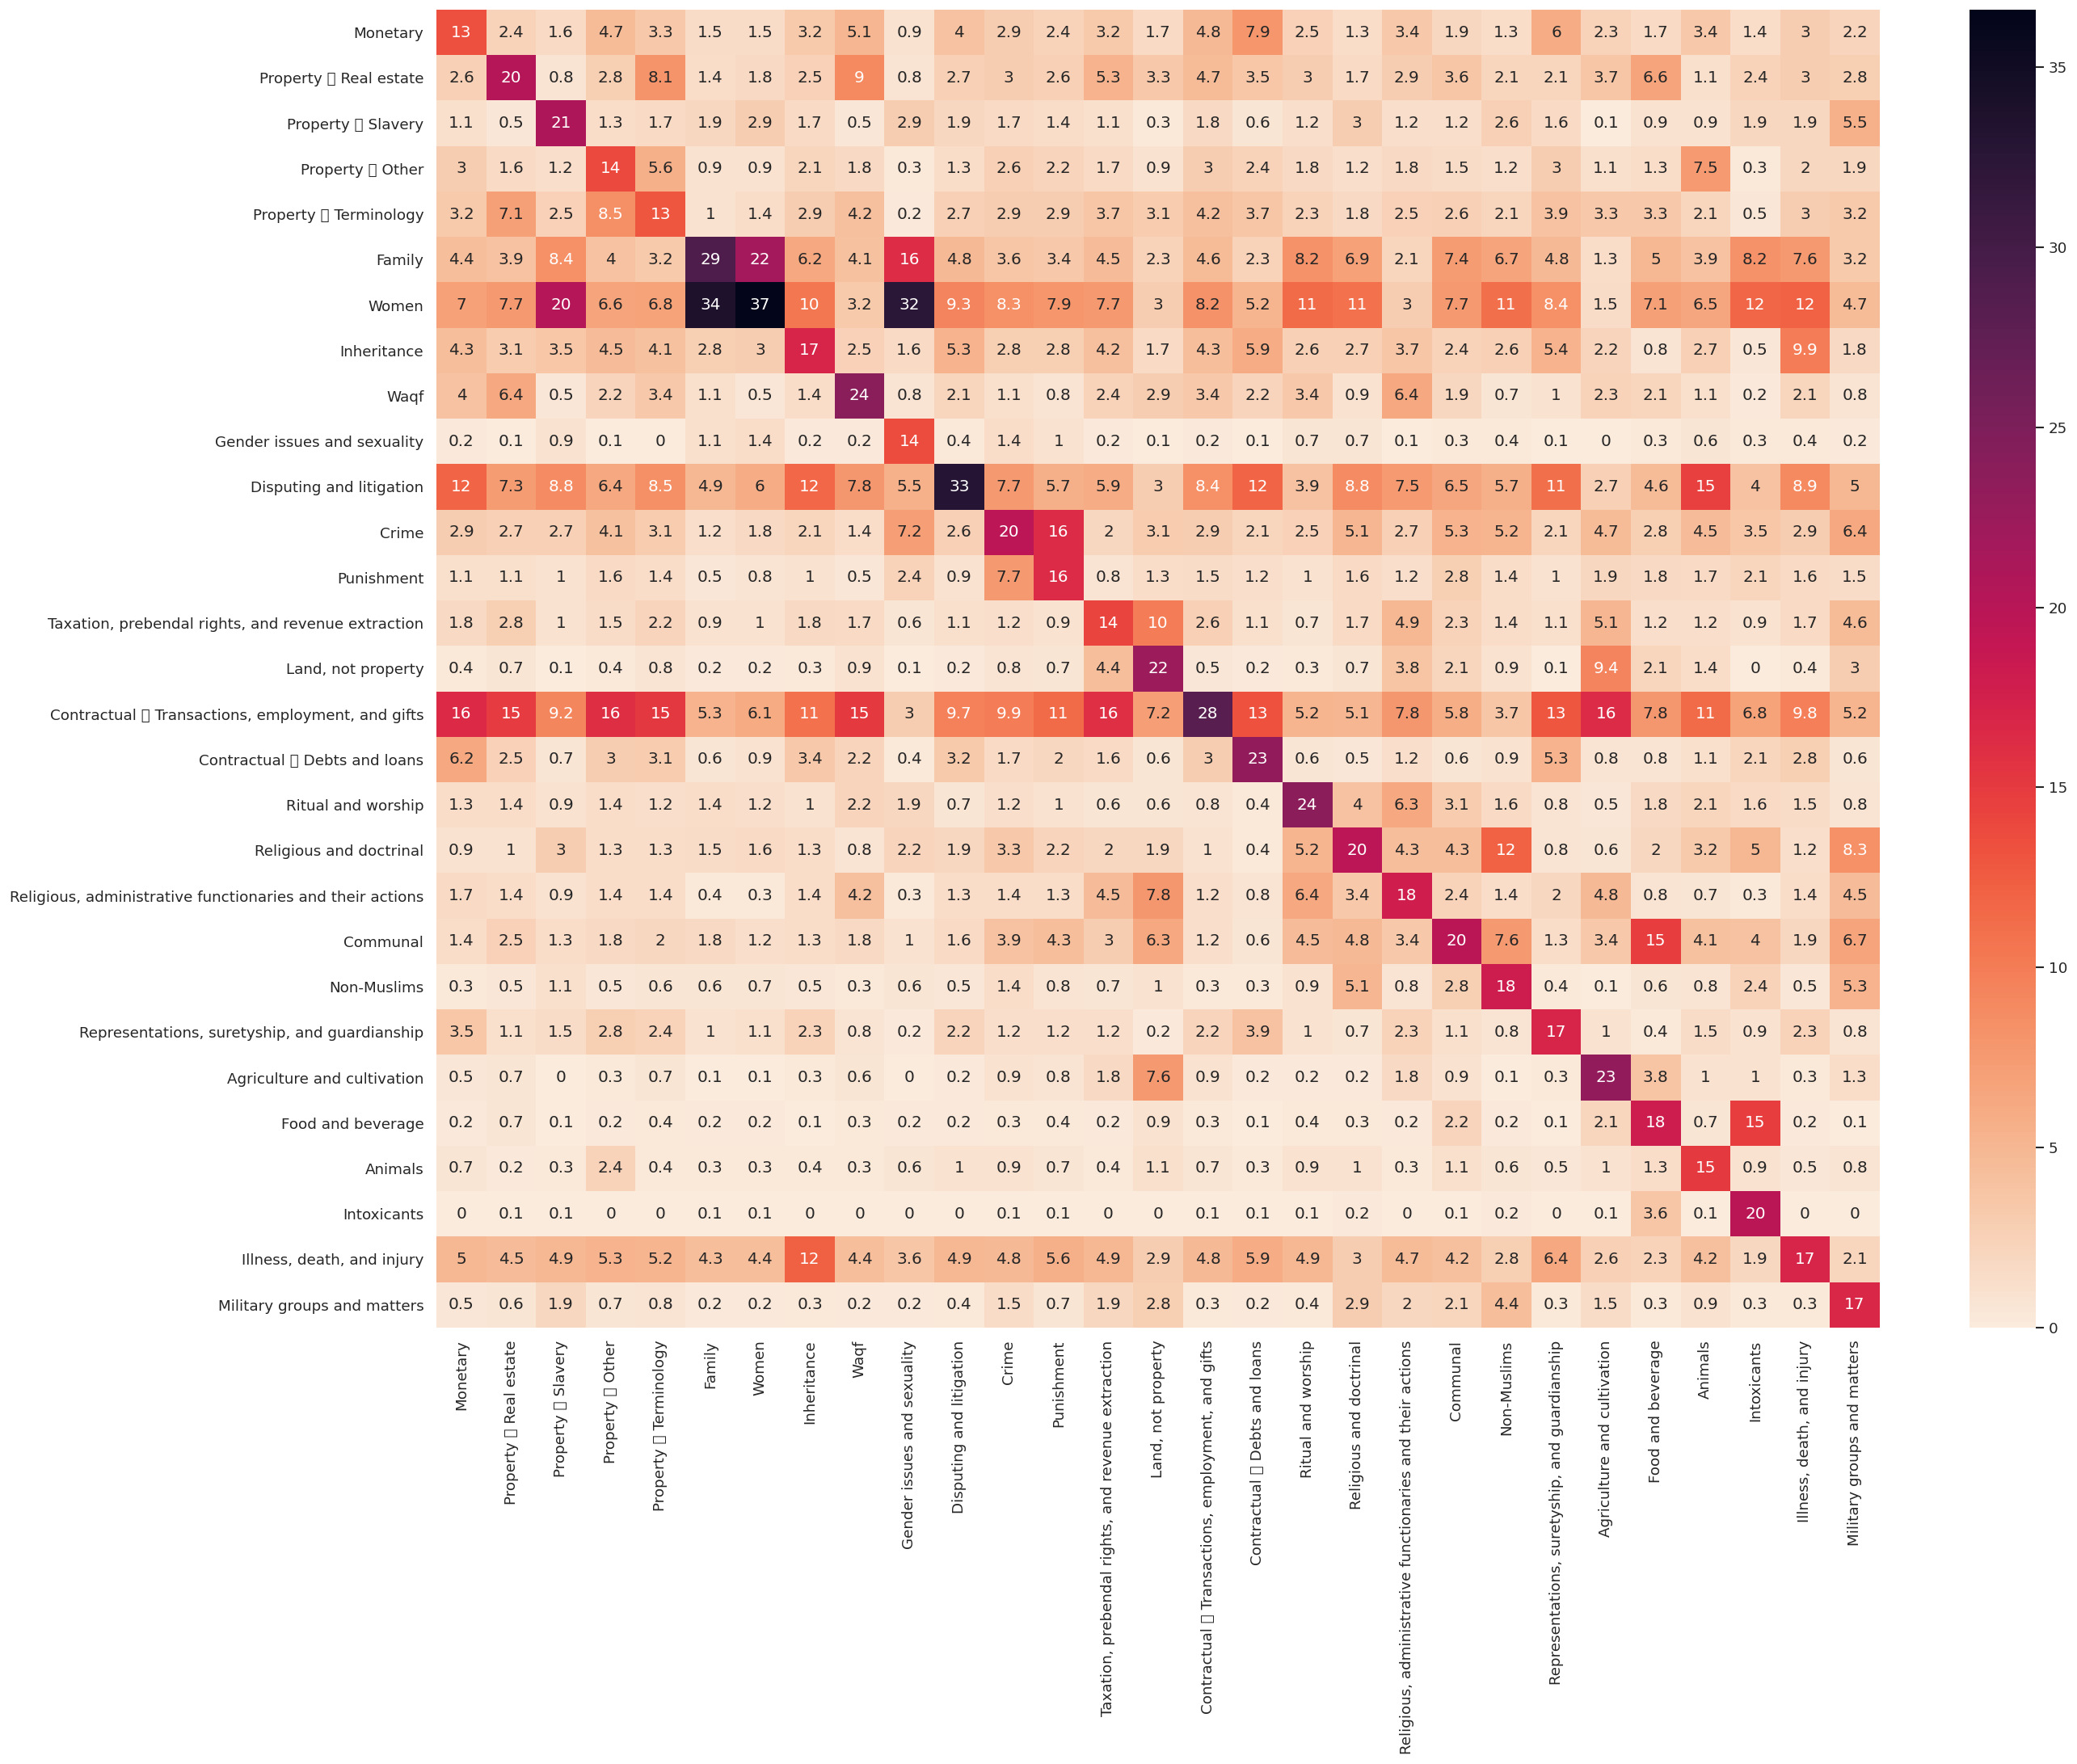 Monetary 13 2.4 1.6 4.7 3.3 1.5 1.5 3.2 5.1 0.9 4 2.9 2.4 3.2 1.7 4.8 7.9 2.5 1.3 3.4 1.9 1.3 6 2.3 1.7 3.4 1.4 3 2.2
Property ▯ Real estate 2.6 20 0.8 2.8 8.1 1.4 1.8 2.5 9 0.8 2.7 3 2.6 5.3 3.3 4.7 3.5 3 1.7 2.9 3.6 2.1 2.1 3.7 6.6 1.1 2.4 3 2.8
Property ▯ Slavery 1.1 0.5 21 1.3 1.7 1.9 2.9 1.7 0.5 2.9 1.9 1.7 1.4 1.1 0.3 1.8 0.6 1.2 3 1.2 1.2 2.6 1.6 0.1 0.9 0.9 1.9 1.9 5.5
Property ▯ Other 3 1.6 1.2 14 5.6 0.9 0.9 2.1 1.8 0.3 1.3 2.6 2.2 1.7 0.9 3 2.4 1.8 1.2 1.8 1.5 1.2 3 1.1 1.3 7.5 0.3 2 1.9
Property ▯ Terminology 3.2 7.1 2.5 8.5 13 1 1.4 2.9 4.2 0.2 2.7 2.9 2.9 3.7 3.1 4.2 3.7 2.3 1.8 2.5 2.6 2.1 3.9 3.3 3.3 2.1 0.5 3 3.2
Family 4.4 3.9 8.4 4 3.2 29 22 6.2 4.1 16 4.8 3.6 3.4 4.5 2.3 4.6 2.3 8.2 6.9 2.1 7.4 6.7 4.8 1.3 5 3.9 8.2 7.6 3.2
Women 7 7.7 20 6.6 6.8 34 37 10 3.2 32 9.3 8.3 7.9 7.7 3 8.2 5.2 11 11 3 7.7 11 8.4 1.5 7.1 6.5 12 12 4.7
Inheritance 4.3 3.1 3.5 4.5 4.1 2.8 3 17 2.5 1.6 5.3 2.8 2.8 4.2 1.7 4.3 5.9 2.6 2.7 3.7 2.4 2.6 5.4 2.2 0.8 2.7 0.5 9.9 1.8
Waqf 4 6.4 0.5 2.2 3.4 1.1 0.5 1.4 24 0.8 2.1 1.1 0.8 2.4 2.9 3.4 2.2 3.4 0.9 6.4 1.9 0.7 1 2.3 2.1 1.1 0.2 2.1 0.8
Gender issues and sexuality 0.2 0.1 0.9 0.1 0 1.1 1.4 0.2 0.2 14 0.4 1.4 1 0.2 0.1 0.2 0.1 0.7 0.7 0.1 0.3 0.4 0.1 0 0.3 0.6 0.3 0.4 0.2
Disputing and litigation 12 7.3 8.8 6.4 8.5 4.9 6 12 7.8 5.5 33 7.7 5.7 5.9 3 8.4 12 3.9 8.8 7.5 6.5 5.7 11 2.7 4.6 15 4 8.9 5
Crime 2.9 2.7 2.7 4.1 3.1 1.2 1.8 2.1 1.4 7.2 2.6 20 16 2 3.1 2.9 2.1 2.5 5.1 2.7 5.3 5.2 2.1 4.7 2.8 4.5 3.5 2.9 6.4
Punishment 1.1 1.1 1 1.6 1.4 0.5 0.8 1 0.5 2.4 0.9 7.7 16 0.8 1.3 1.5 1.2 1 1.6 1.2 2.8 1.4 1 1.9 1.8 1.7 2.1 1.6 1.5
Taxation, prebendal rights, and revenue extraction 1.8 2.8 1 1.5 2.2 0.9 1 1.8 1.7 0.6 1.1 1.2 0.9 14 10 2.6 1.1 0.7 1.7 4.9 2.3 1.4 1.1 5.1 1.2 1.2 0.9 1.7 4.6
Land, not property 0.4 0.7 0.1 0.4 0.8 0.2 0.2 0.3 0.9 0.1 0.2 0.8 0.7 4.4 22 0.5 0.2 0.3 0.7 3.8 2.1 0.9 0.1 9.4 2.1 1.4 0 0.4 3
Contractual ▯ Transactions, employment, and gifts 16 15 9.2 16 15 5.3 6.1 11 15 3 9.7 9.9 11 16 7.2 28 13 5.2 5.1 7.8 5.8 3.7 13 16 7.8 11 6.8 9.8 5.2
Contractual ▯ Debts and loans 6.2 2.5 0.7 3 3.1 0.6 0.9 3.4 2.2 0.4 3.2 1.7 2 1.6 0.6 3 23 0.6 0.5 1.2 0.6 0.9 5.3 0.8 0.8 1.1 2.1 2.8 0.6
Ritual and worship 1.3 1.4 0.9 1.4 1.2 1.4 1.2 1 2.2 1.9 0.7 1.2 1 0.6 0.6 0.8 0.4 24 4 6.3 3.1 1.6 0.8 0.5 1.8 2.1 1.6 1.5 0.8
Religious and doctrinal 0.9 1 3 1.3 1.3 1.5 1.6 1.3 0.8 2.2 1.9 3.3 2.2 2 1.9 1 0.4 5.2 20 4.3 4.3 12 0.8 0.6 2 3.2 5 1.2 8.3
Religious, administrative functionaries and their actions 1.7 1.4 0.9 1.4 1.4 0.4 0.3 1.4 4.2 0.3 1.3 1.4 1.3 4.5 7.8 1.2 0.8 6.4 3.4 18 2.4 1.4 2 4.8 0.8 0.7 0.3 1.4 4.5
Communal 1.4 2.5 1.3 1.8 2 1.8 1.2 1.3 1.8 1 1.6 3.9 4.3 3 6.3 1.2 0.6 4.5 4.8 3.4 20 7.6 1.3 3.4 15 4.1 4 1.9 6.7
Non-Muslims 0.3 0.5 1.1 0.5 0.6 0.6 0.7 0.5 0.3 0.6 0.5 1.4 0.8 0.7 1 0.3 0.3 0.9 5.1 0.8 2.8 18 0.4 0.1 0.6 0.8 2.4 0.5 5.3
Representations, suretyship, and guardianship 3.5 1.1 1.5 2.8 2.4 1 1.1 2.3 0.8 0.2 2.2 1.2 1.2 1.2 0.2 2.2 3.9 1 0.7 2.3 1.1 0.8 17 1 0.4 1.5 0.9 2.3 0.8
Agriculture and cultivation 0.5 0.7 0 0.3 0.7 0.1 0.1 0.3 0.6 0 0.2 0.9 0.8 1.8 7.6 0.9 0.2 0.2 0.2 1.8 0.9 0.1 0.3 23 3.8 1 1 0.3 1.3
Food and beverage 0.2 0.7 0.1 0.2 0.4 0.2 0.2 0.1 0.3 0.2 0.2 0.3 0.4 0.2 0.9 0.3 0.1 0.4 0.3 0.2 2.2 0.2 0.1 2.1 18 0.7 15 0.2 0.1
Animals 0.7 0.2 0.3 2.4 0.4 0.3 0.3 0.4 0.3 0.6 1 0.9 0.7 0.4 1.1 0.7 0.3 0.9 1 0.3 1.1 0.6 0.5 1 1.3 15 0.9 0.5 0.8
Intoxicants 0 0.1 0.1 0 0 0.1 0.1 0 0 0 0 0.1 0.1 0 0 0.1 0.1 0.1 0.2 0 0.1 0.2 0 0.1 3.6 0.1 20 0 0
Illness, death, and injury 5 4.5 4.9 5.3 5.2 4.3 4.4 12 4.4 3.6 4.9 4.8 5.6 4.9 2.9 4.8 5.9 4.9 3 4.7 4.2 2.8 6.4 2.6 2.3 4.2 1.9 17 2.1
Military groups and matters 0.5 0.6 1.9 0.7 0.8 0.2 0.2 0.3 0.2 0.2 0.4 1.5 0.7 1.9 2.8 0.3 0.2 0.4 2.9 2 2.1 4.4 0.3 1.5 0.3 0.9 0.3 0.3 17
Monetary
Property ▯ Real estate
Property ▯ Slavery
Property ▯ Other
Property ▯ Terminology
Family
Women
Inheritance
Waqf
Gender issues and sexuality
Disputing and litigation
Crime
Punishment
Taxation, prebendal rights, and revenue extraction
Land, not property
Contractual ▯ Transactions, employment, and gifts
Contractual ▯ Debts and loans
Ritual and worship
Religious and doctrinal
Religious, administrative functionaries and their actions
Communal
Non-Muslims
Representations, suretyship, and guardianship
Agriculture and cultivation
Food and beverage
Animals
Intoxicants
Illness, death, and injury
Military groups and matters
35
30
25
20
15
10
5
0